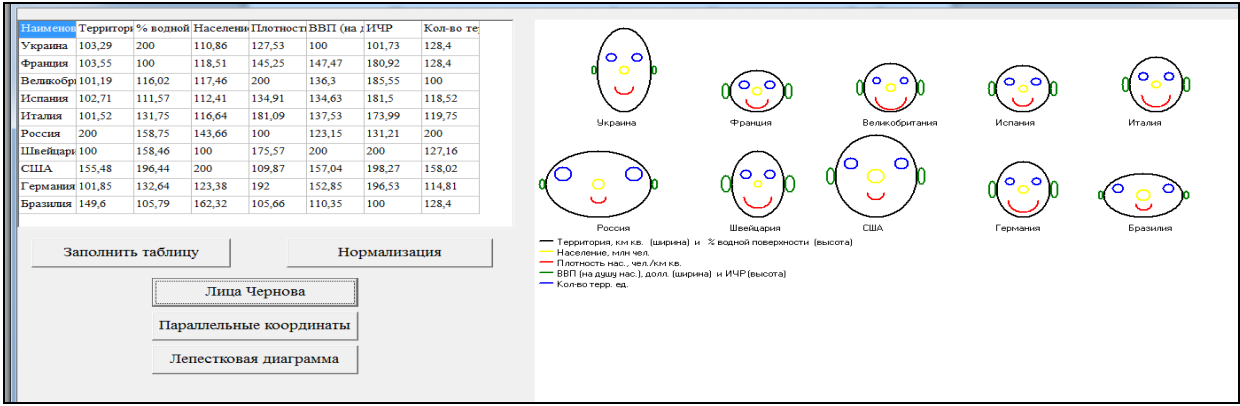 Наименов Территори % водной Населени Плотност ВВП (на д ИЧР Кол-во тер
Украина 103,29 200 110,86 127,53 100 101,73 128,4
Франция 103,55 100 118,51 145,25 147,47 180,92 128,4
Великобри 101,19 116,02 117,46 200 136,3 185,55 100
Испания 102,71 111,57 112,41 134,91 134,63 181,5 118,52
Италия 101,52 131,75 116,64 181,09 137,53 173,99 119,75
Россия 200 158,75 143,66 100 123,15 131,21 200
Швейцари 100 158,46 100 175,57 200 200 127,16
США 155,48 196,44 200 109,87 157,04 198,27 158,02
Германия 101,85 132,64 123,38 192 152,85 196,53 114,81
Бразилия 149,6 105,79 162,32 105,66 110,35 100 128,4
Заполнить таблицу Нормализация
Лица Чернова
Параллельные координаты
Лепестковая диаграмма
Украина Франция Великобритания Испания Италия
Россия Швейцария США Германия Бразилия
Территория, км кв. (ширина) и % водной поверхности (высота)
Население, млн чел.
Плотность нас., чел./км кв.
ВВП (на душу нас.), долл. (ширина) и ИЧР (высота)
Кол-во терр. ед.